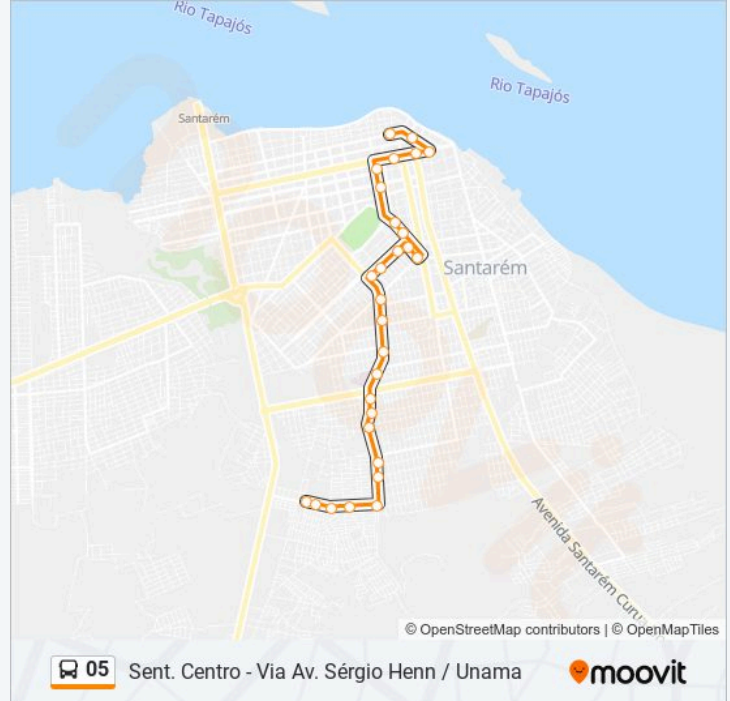 Rio Tapajós
Rio Tapajós
Santarém
Santarém
Avenida Santarém Curu
© OpenStreetMap contributors | © OpenMapTiles
05 Sent. Centro - Via Av. Sérgio Henn / Unama
moovit